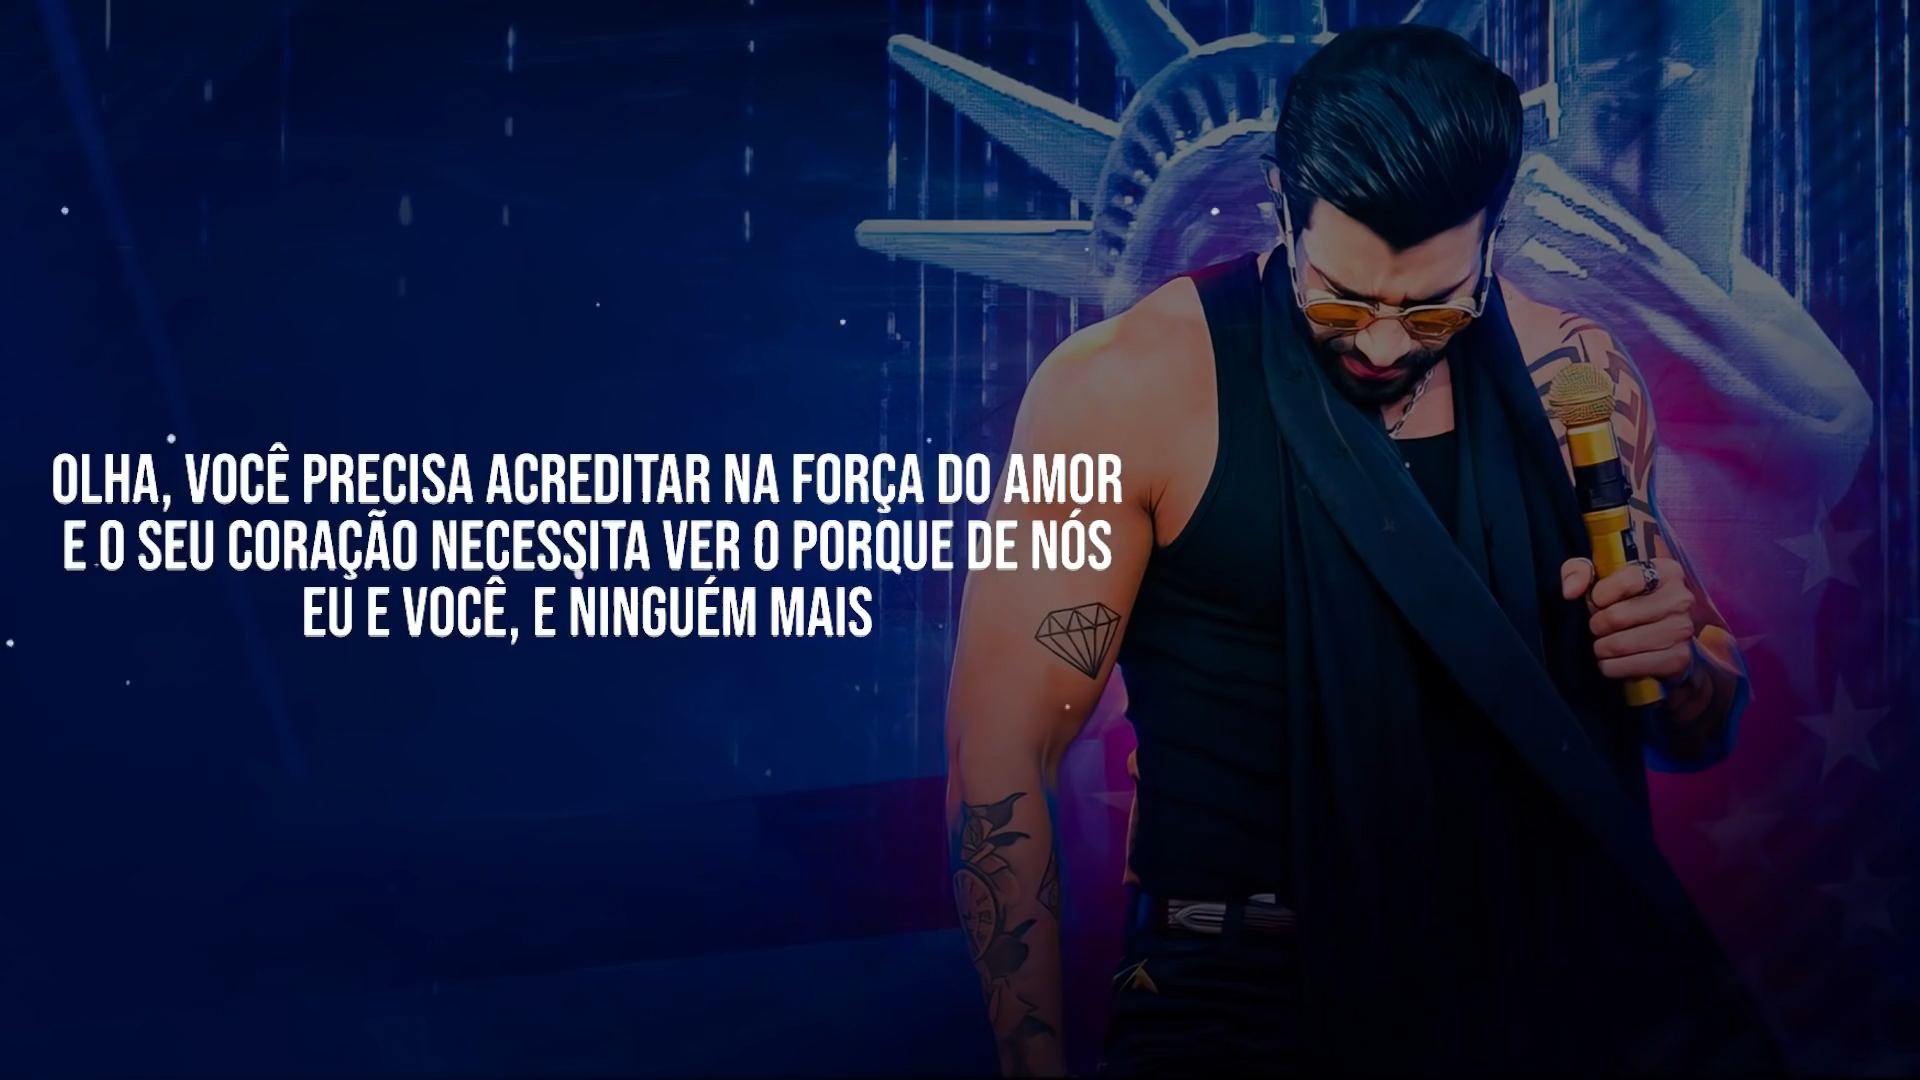 OLHA, VOCÊ PRECISA ACREDITAR NA FORÇA DO AMOR
E O SEU CORAÇÃO NECESSITA VER O PORQUE DE NÓS
EU E VOCÊ, E NINGUÉM MAIS